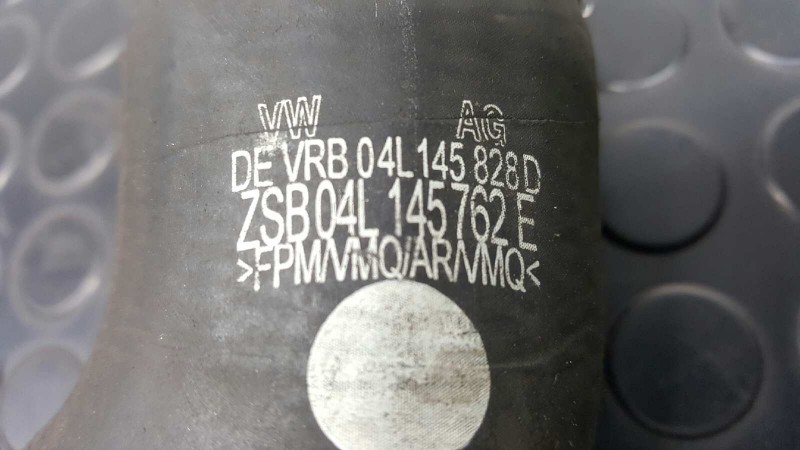 VW AG
DE VRB 04L 145 828 D
ZSB 04L 145 762 E
>FPM/VMQ/AR/VMQ<